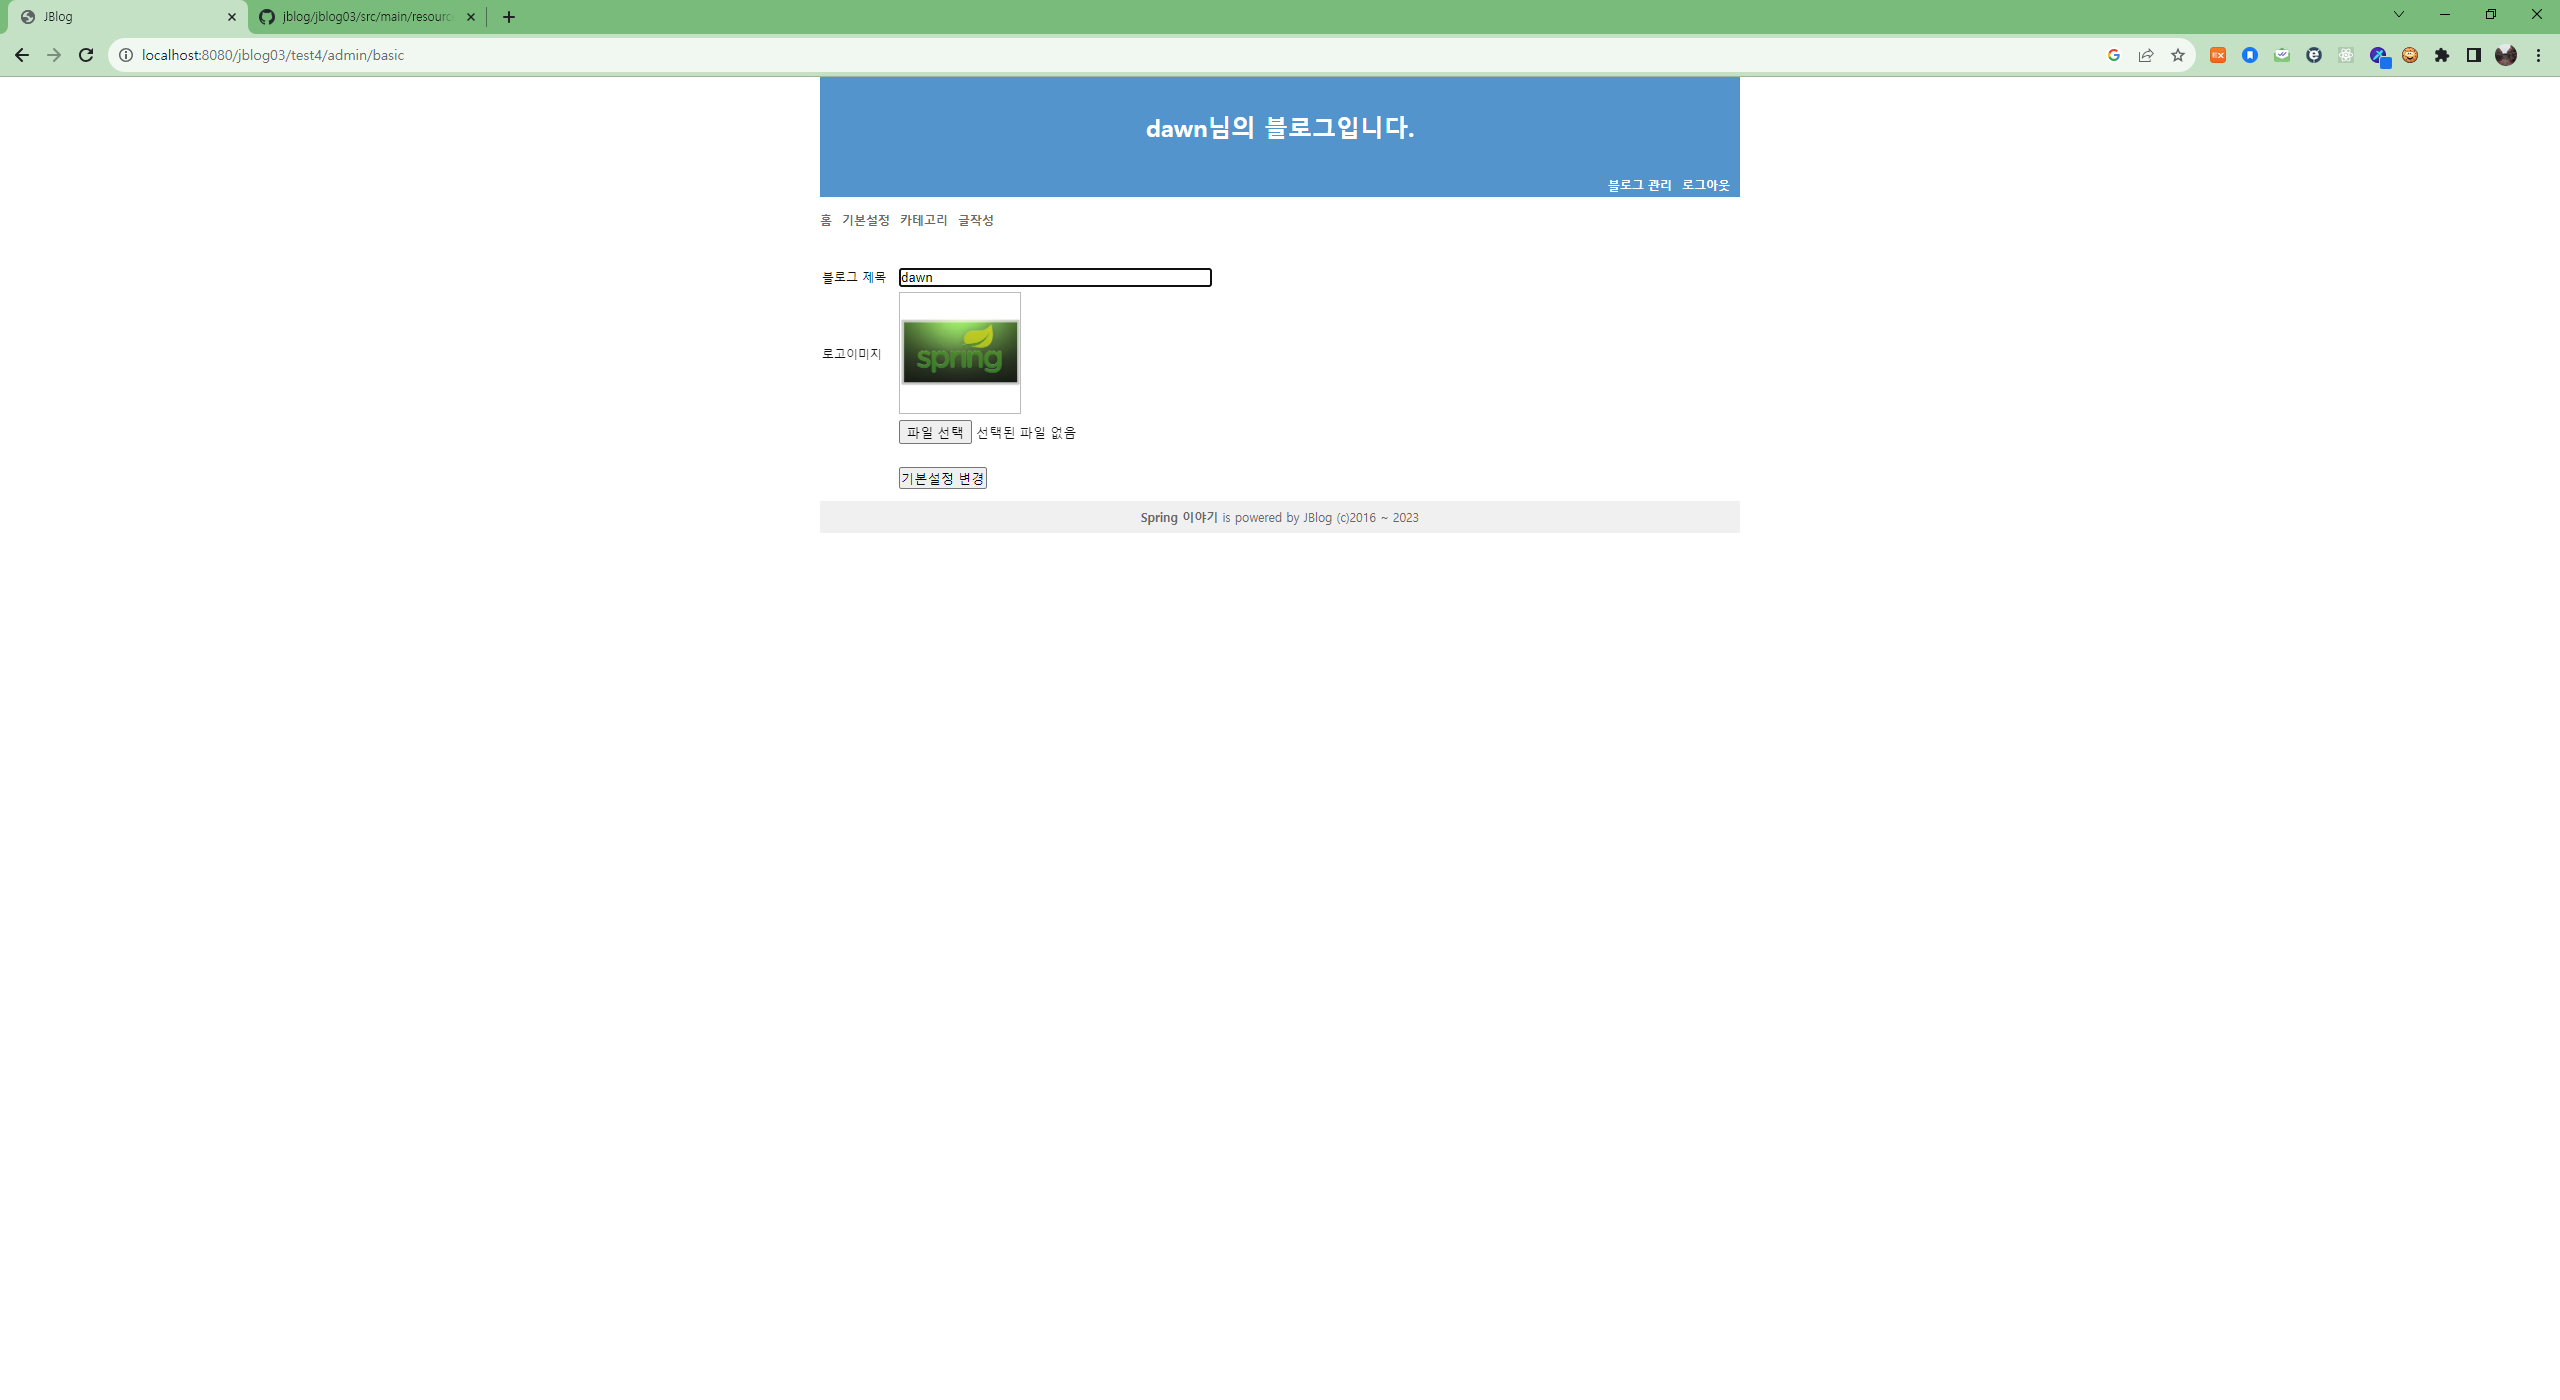 JBlog
jblog/jblog03/src/main/resourc
localhost:8080/jblog03/test4/admin/basic
dawn님의 블로그입니다.
블로그 관리 로그아웃
홈 기본설정 카테고리 글작성
블로그 제목 dawn
로고이미지
spring
파일 선택 선택된 파일 없음
기본설정 변경
Spring 이야기 is powered by JBlog (c)2016 ~ 2023